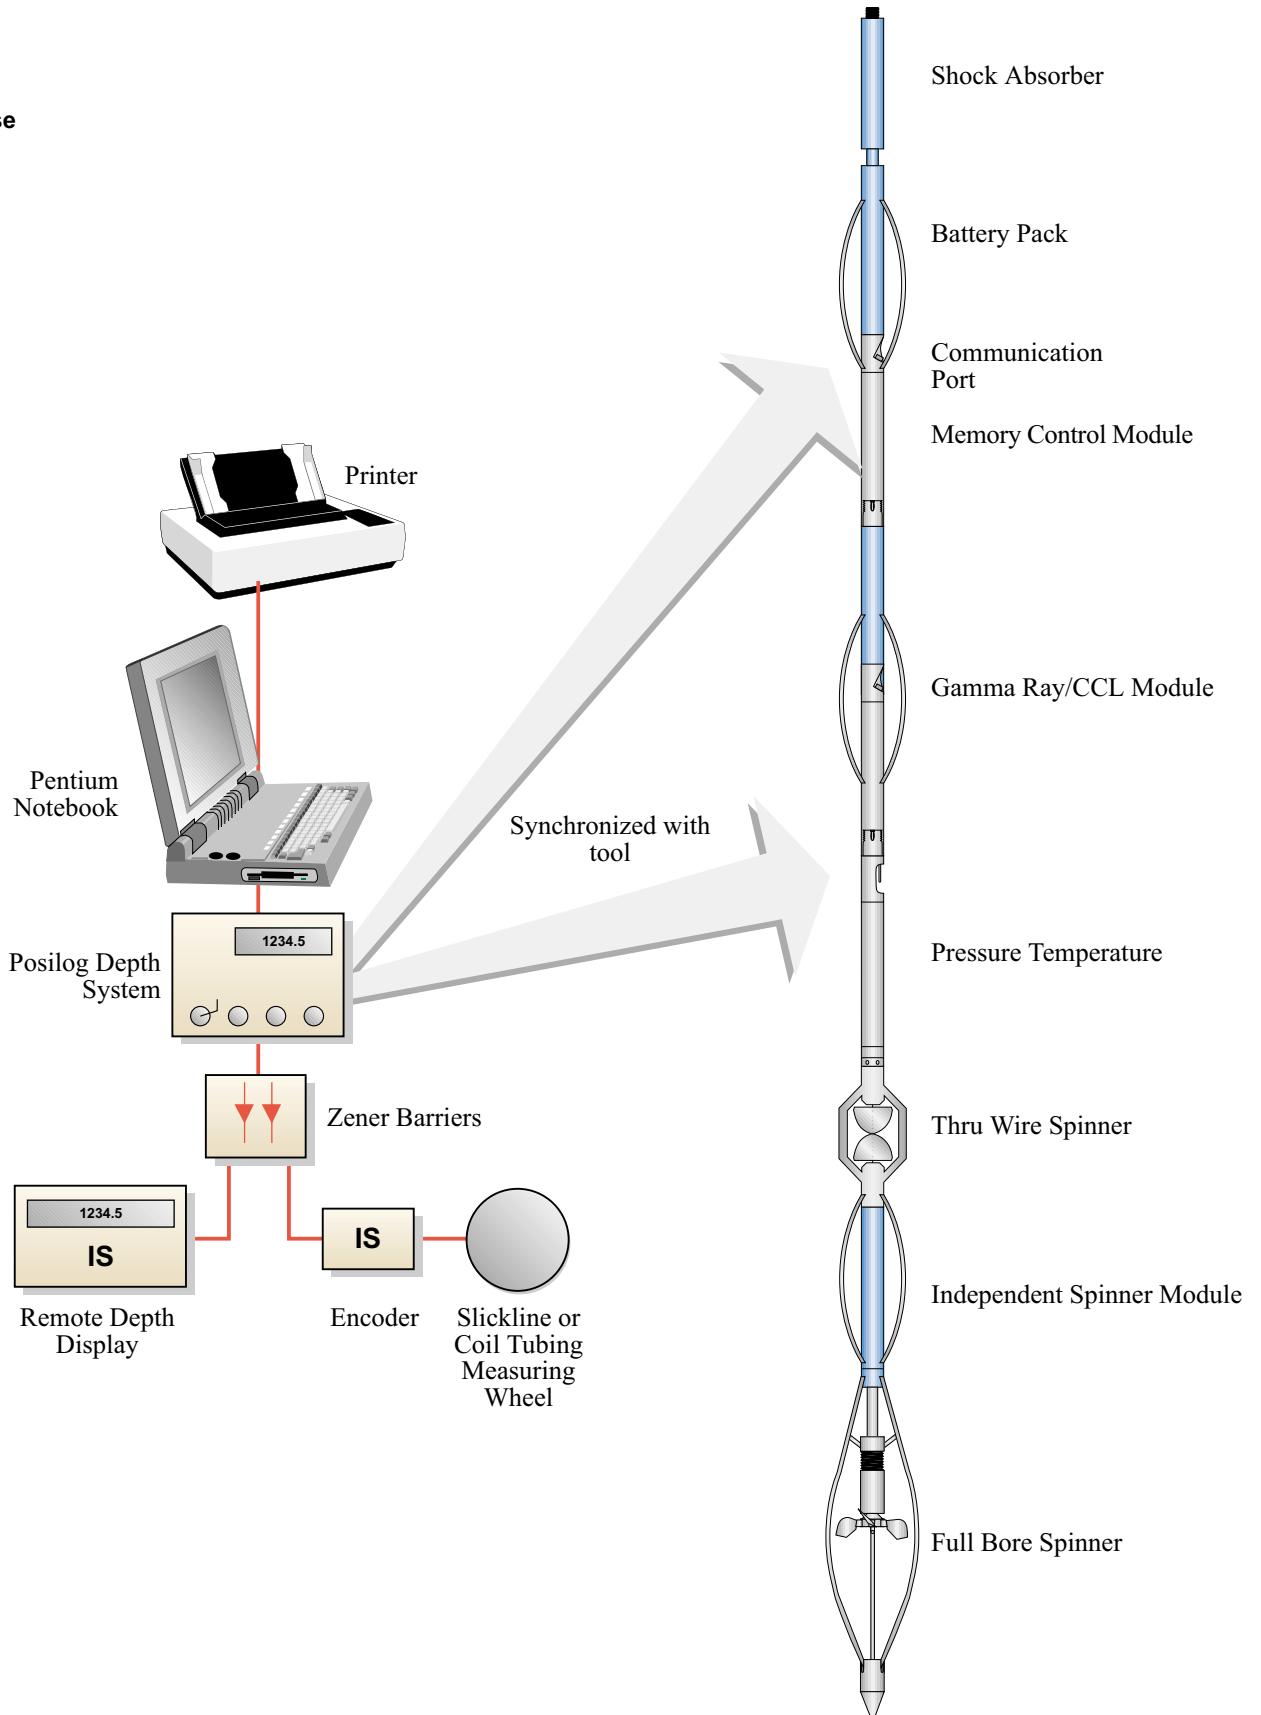 Shock Absorber
se
Battery Pack
Communication
Port
Memory Control Module
Printer
Gamma Ray/CCL Module
Pentium
Notebook
Synchronized with
tool
1234.5
Posilog Depth
System
Pressure Temperature
Zener Barriers
Thru Wire Spinner
1234.5
IS
IS
Independent Spinner Module
Remote Depth
Display
Encoder
Slickline or
Coil Tubing
Measuring
Wheel
Full Bore Spinner